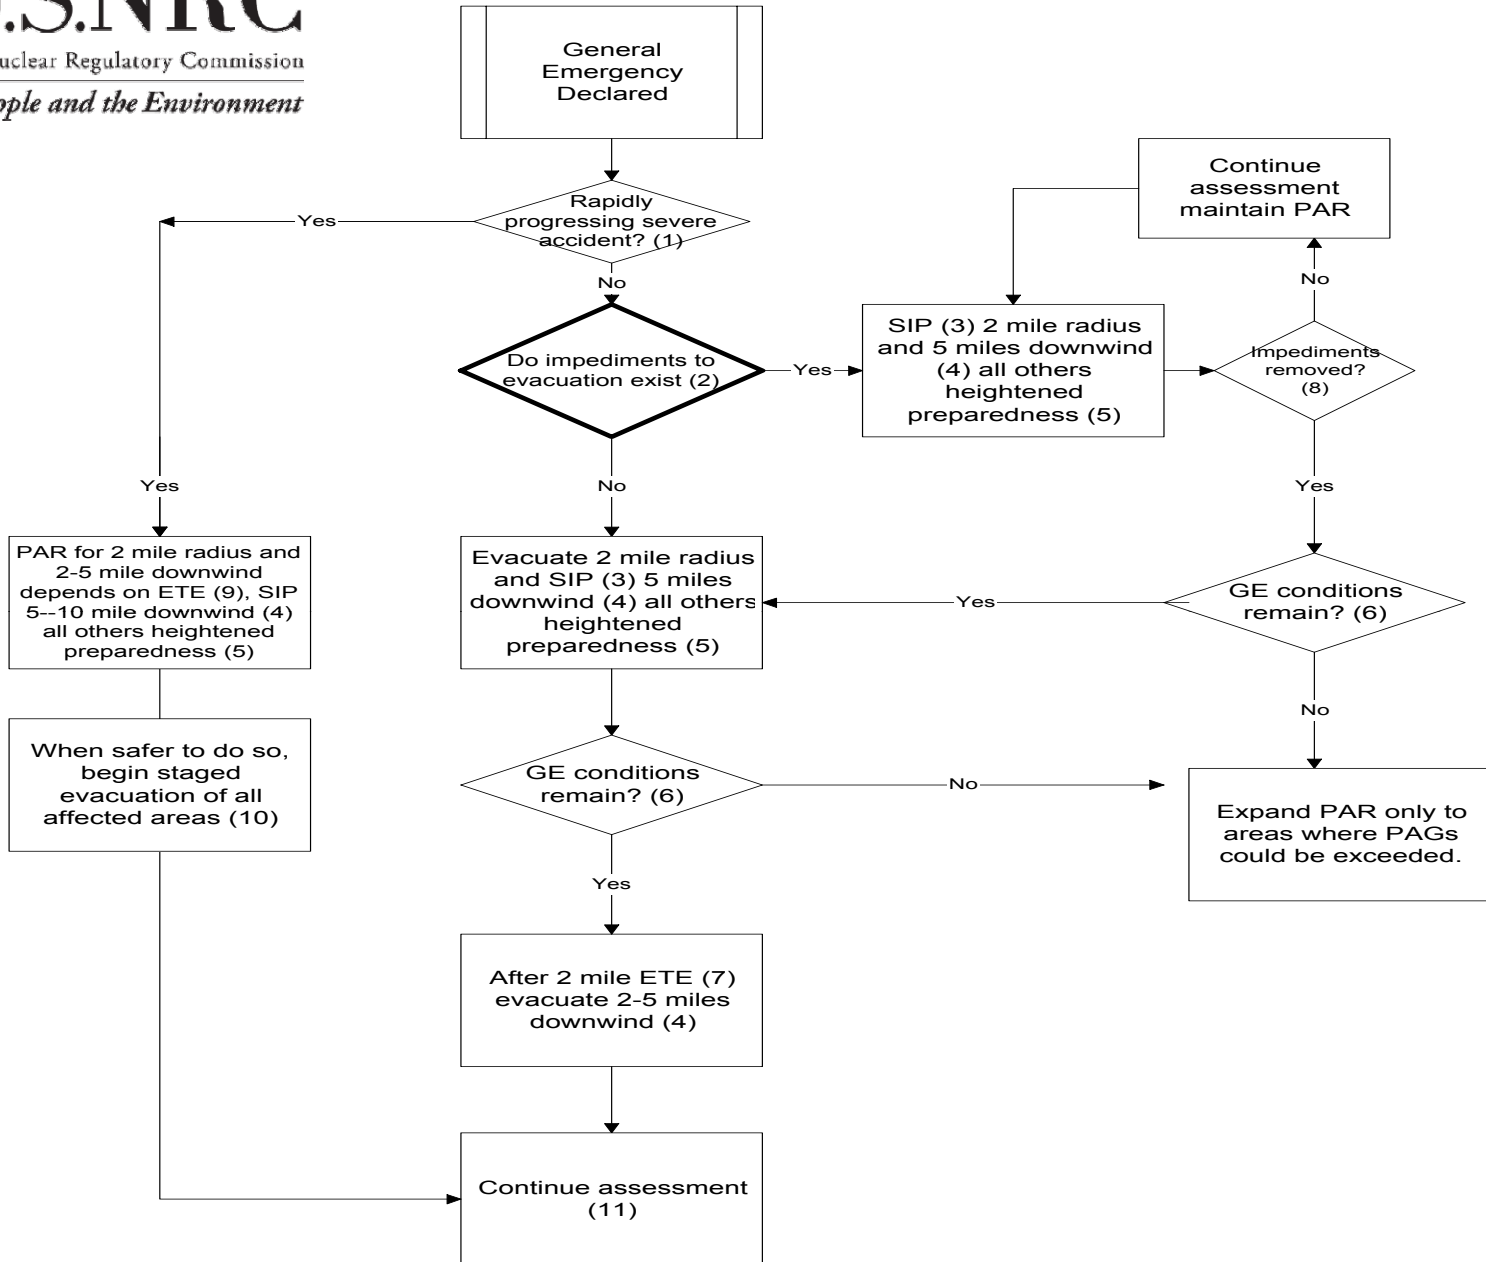 .S.NRC
uclear Regulatory Commission
ople and the Environment
General
Emergency
Declared
Rapidly
progressing severe
accident? (1)
Yes
No
Continue
assessment
maintain PAR
No
Do impediments to
evacuation exist (2)
Yes
SIP (3) 2 mile radius
and 5 miles downwind
(4) all others
heightened
preparedness (5)
Impediments
removed?
(8)
Yes
No
Yes
PAR for 2 mile radius and
2-5 mile downwind
depends on ETE (9), SIP
5--10 mile downwind (4)
all others heightened
preparedness (5)
Evacuate 2 mile radius
and SIP (3) 5 miles
downwind (4) all others
heightened
preparedness (5)
Yes
GE conditions
remain? (6)
No
When safer to do so,
begin staged
evacuation of all
affected areas (10)
GE conditions
remain? (6)
No
Expand PAR only to
areas where PAGs
could be exceeded.
Yes
After 2 mile ETE (7)
evacuate 2-5 miles
downwind (4)
Continue assessment
(11)